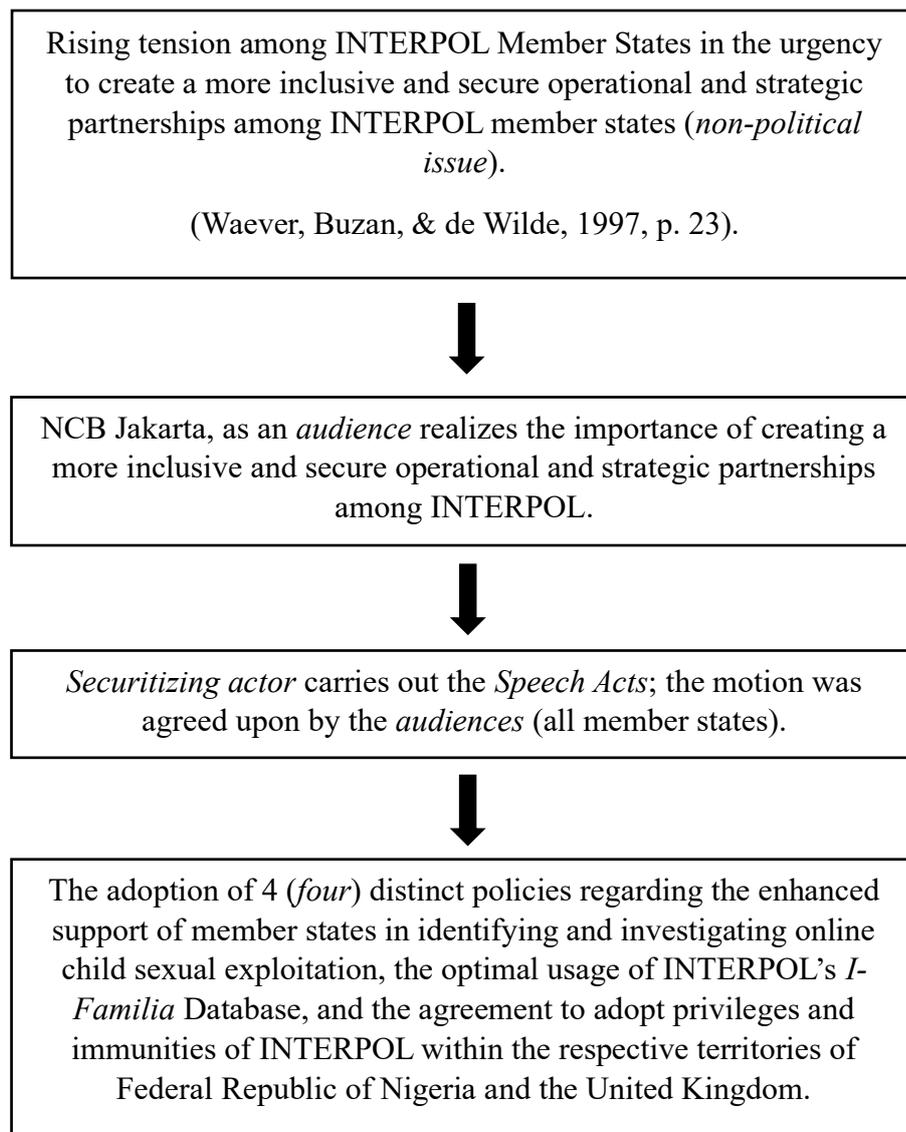 Rising tension among INTERPOL Member States in the urgency
to create a more inclusive and secure operational and strategic
partnerships among INTERPOL member states (non-political
issue).
(Waever, Buzan, & de Wilde, 1997, p. 23).
NCB Jakarta, as an audience realizes the importance of creating a
more inclusive and secure operational and strategic partnerships
among INTERPOL.
Securitizing actor carries out the Speech Acts; the motion was
agreed upon by the audiences (all member states).
The adoption of 4 (four) distinct policies regarding the enhanced
support of member states in identifying and investigating online
child sexual exploitation, the optimal usage of INTERPOL’s I-
Familia Database, and the agreement to adopt privileges and
immunities of INTERPOL within the respective territories of
Federal Republic of Nigeria and the United Kingdom.